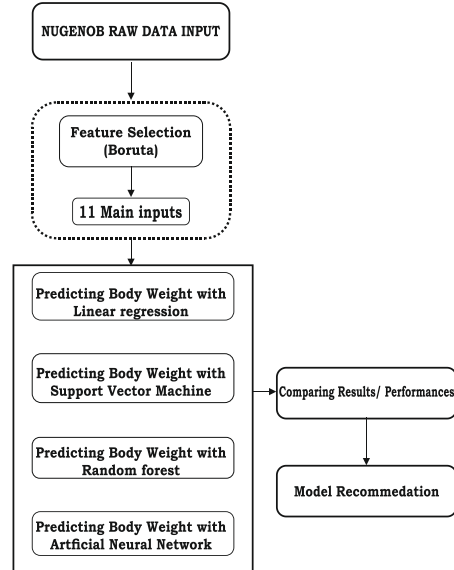 NUGENOB RAW DATA INPUT
Feature Selection
(Boruta)
11 Main inputs
Predicting Body Weight with
Linear regression
Predicting Body Weight with
Support Vector Machine
Predicting Body Weight with
Random forest
Predicting Body Weight with
Artficial Neural Network
Comparing Results/ Performances
Model Recommedation